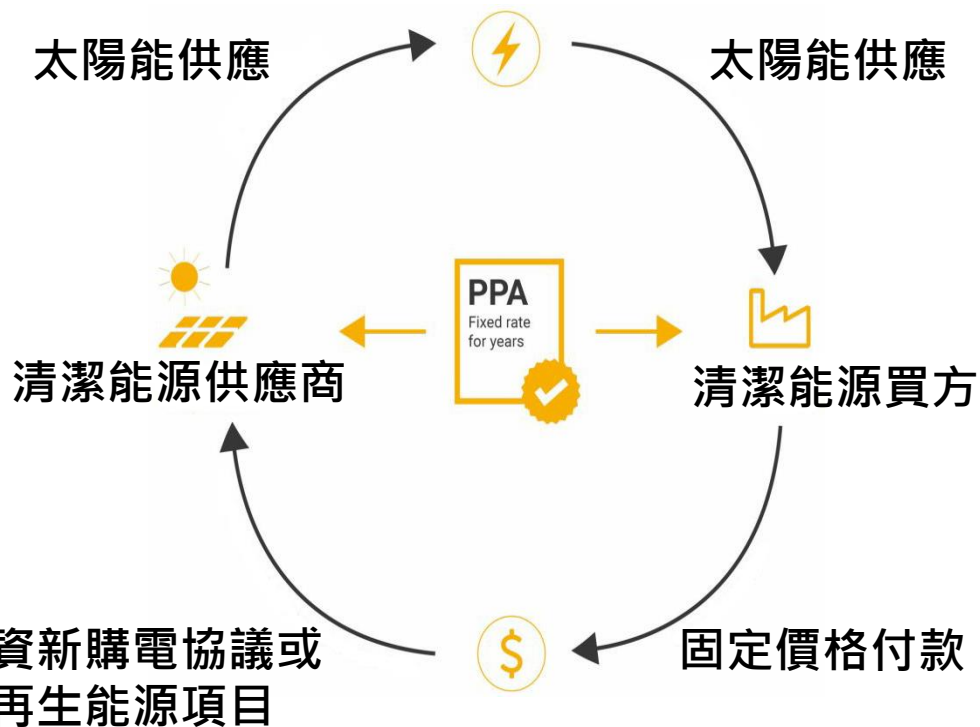 太陽能供應
太陽能供應
PPA
Fixed rate
for years
清潔能源供應商
清潔能源買方
資新購電協議或
再生能源項目
固定價格付款
$